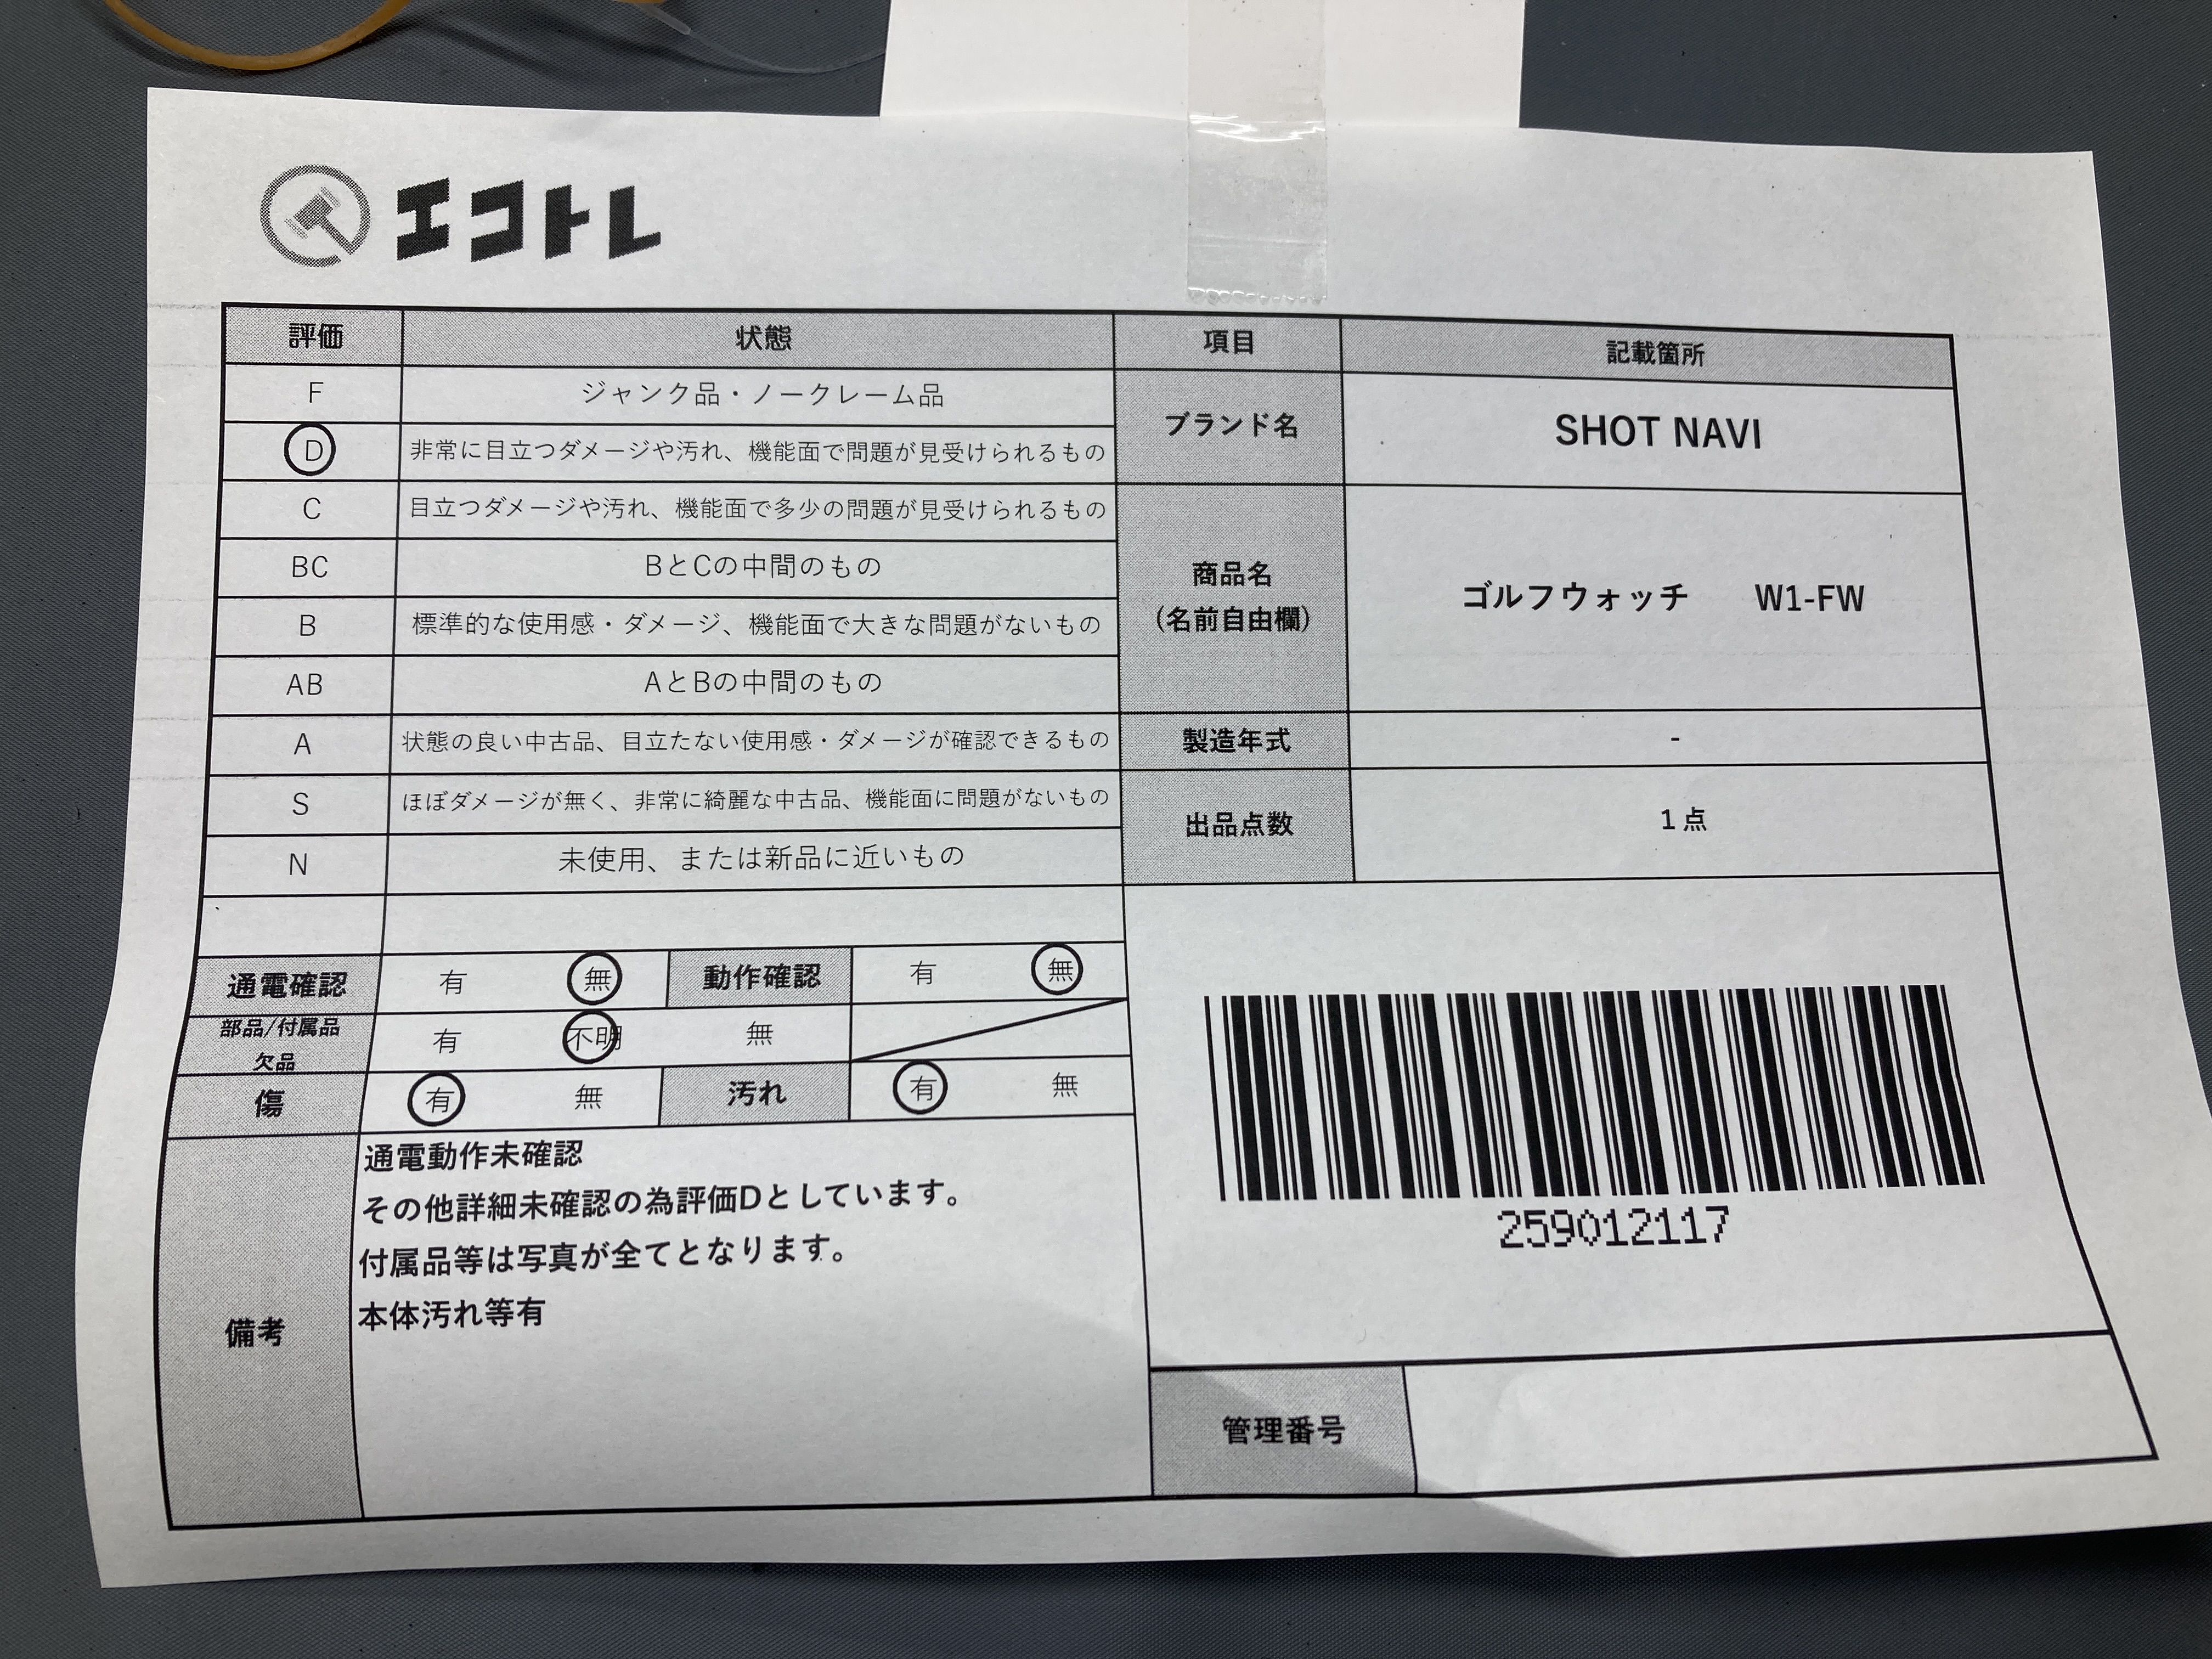 エコトレ
評価 状態 項目 記載箇所
F ジャンク品・ノークレーム品
D 非常に目立つダメージや汚れ、機能面で問題が見受けられるもの
ブランド名 SHOT NAVI
C 目立つダメージや汚れ、機能面で多少の問題が見受けられるもの
BC BとCの中間のもの
B 標準的な使用感・ダメージ、機能面で大きな問題がないもの
商品名
(名前自由欄)
ゴルフウォッチ W1-FW
AB AとBの中間のもの
A 状態の良い中古品、目立たない使用感・ダメージが確認できるもの
製造年式 -
S ほぼダメージが無く、非常に綺麗な中古品、機能面に問題がないもの
出品点数 1点
N 未使用、または新品に近いもの
通電確認 有 無 動作確認 有 無
部品/付属品
欠品
有 不明 無
傷 有 無 汚れ 有 無
備考
通電動作未確認
その他詳細未確認の為評価Dとしています。
付属品等は写真が全てとなります。
本体汚れ等有
259012117
管理番号